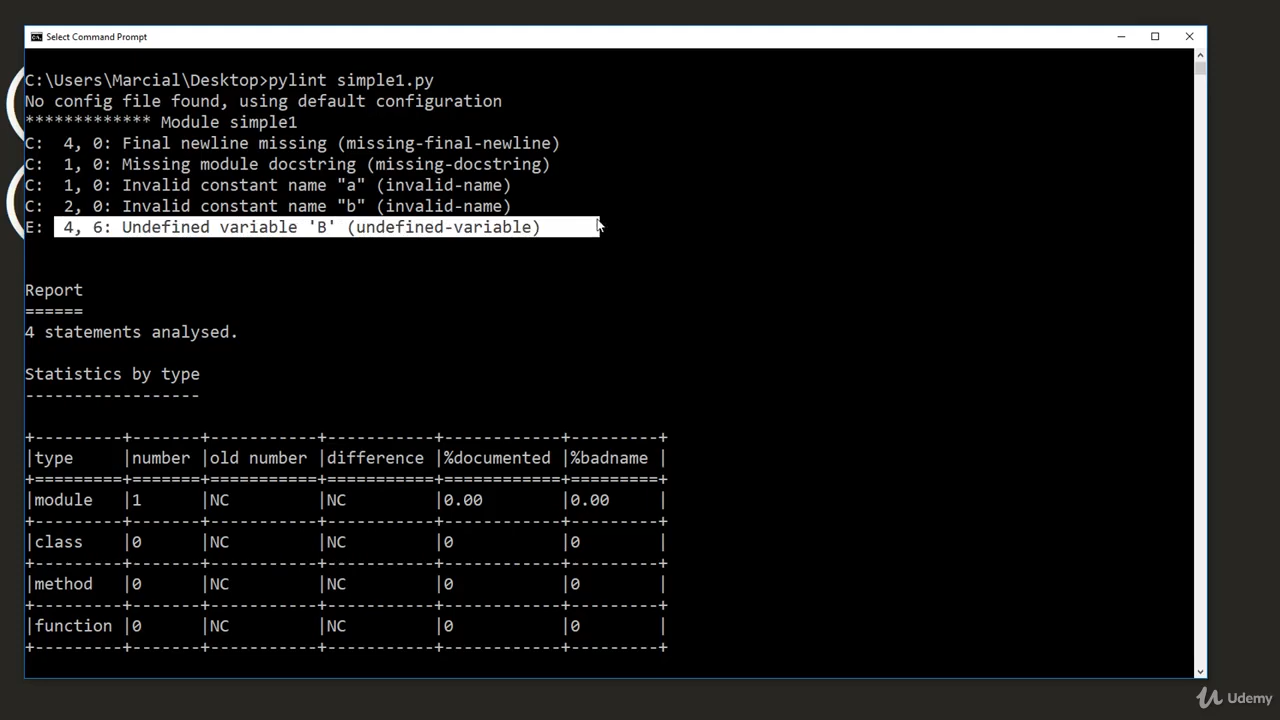 Select Command Prompt
C:\Users\Marcial\Desktop>pylint simple1.py
No config file found, using default configuration
************* Module simple1
C:  4, 0: Final newline missing (missing-final-newline)
C:  1, 0: Missing module docstring (missing-docstring)
C:  1, 0: Invalid constant name "a" (invalid-name)
C:  2, 0: Invalid constant name "b" (invalid-name)
E:  4, 6: Undefined variable 'B' (undefined-variable)
Report
======
4 statements analysed.
Statistics by type
------------------
+---------+-------+-----------+-----------+------------+---------+
|type     |number |old number |difference |%documented |%badname |
+=========+=======+===========+===========+============+=========+
|module   |1      |NC         |NC         |0.00        |0.00     |
+---------+-------+-----------+-----------+------------+---------+
|class    |0      |NC         |NC         |0           |0        |
+---------+-------+-----------+-----------+------------+---------+
|method   |0      |NC         |NC         |0           |0        |
+---------+-------+-----------+-----------+------------+---------+
|function |0      |NC         |NC         |0           |0        |
+---------+-------+-----------+-----------+------------+---------+
Udemy